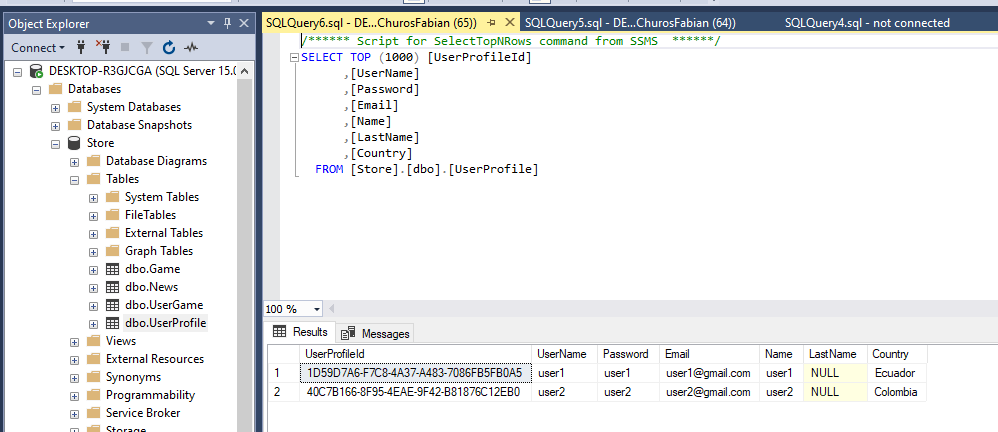 Object Explorer
Connect
DESKTOP-R3GJCGA (SQL Server 15.0
Databases
System Databases
Database Snapshots
Store
Database Diagrams
Tables
System Tables
FileTables
External Tables
Graph Tables
dbo.Game
dbo.News
dbo.UserGame
dbo.UserProfile
Views
External Resources
Synonyms
Programmability
Service Broker
Storage
SQLQuery6.sql - DE...ChurosFabian (65)) SQLQuery5.sql - DE...ChurosFabian (64)) SQLQuery4.sql - not connected
/****** Script for SelectTopNRows command from SSMS ******/
SELECT TOP (1000) [UserProfileId]
,[UserName]
,[Password]
,[Email]
,[Name]
,[LastName]
,[Country]
FROM [Store].[dbo].[UserProfile]
100 %
Results Messages
UserProfileId UserName Password Email Name LastName Country
1 1D59D7A6-F7C8-4A37-A483-7086FB5FB0A5 user1 user1 user1@gmail.com user1 NULL Ecuador
2 40C7B166-8F95-4EAE-9F42-B81876C12EB0 user2 user2 user2@gmail.com user2 NULL Colombia